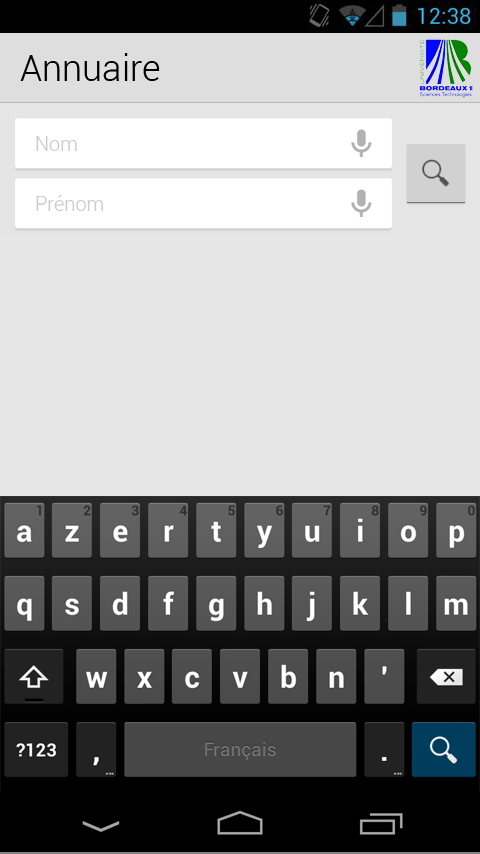 12:38
Annuaire
UNIVERSITÉ
BORDEAUX 1
Sciences Technologies
Nom
Prénom
1 2 3 4 5 6 7 8 9 0
a z e r t y u i o p
q s d f g h j k l m
w x c v b n '
?123 , ... Français . ...